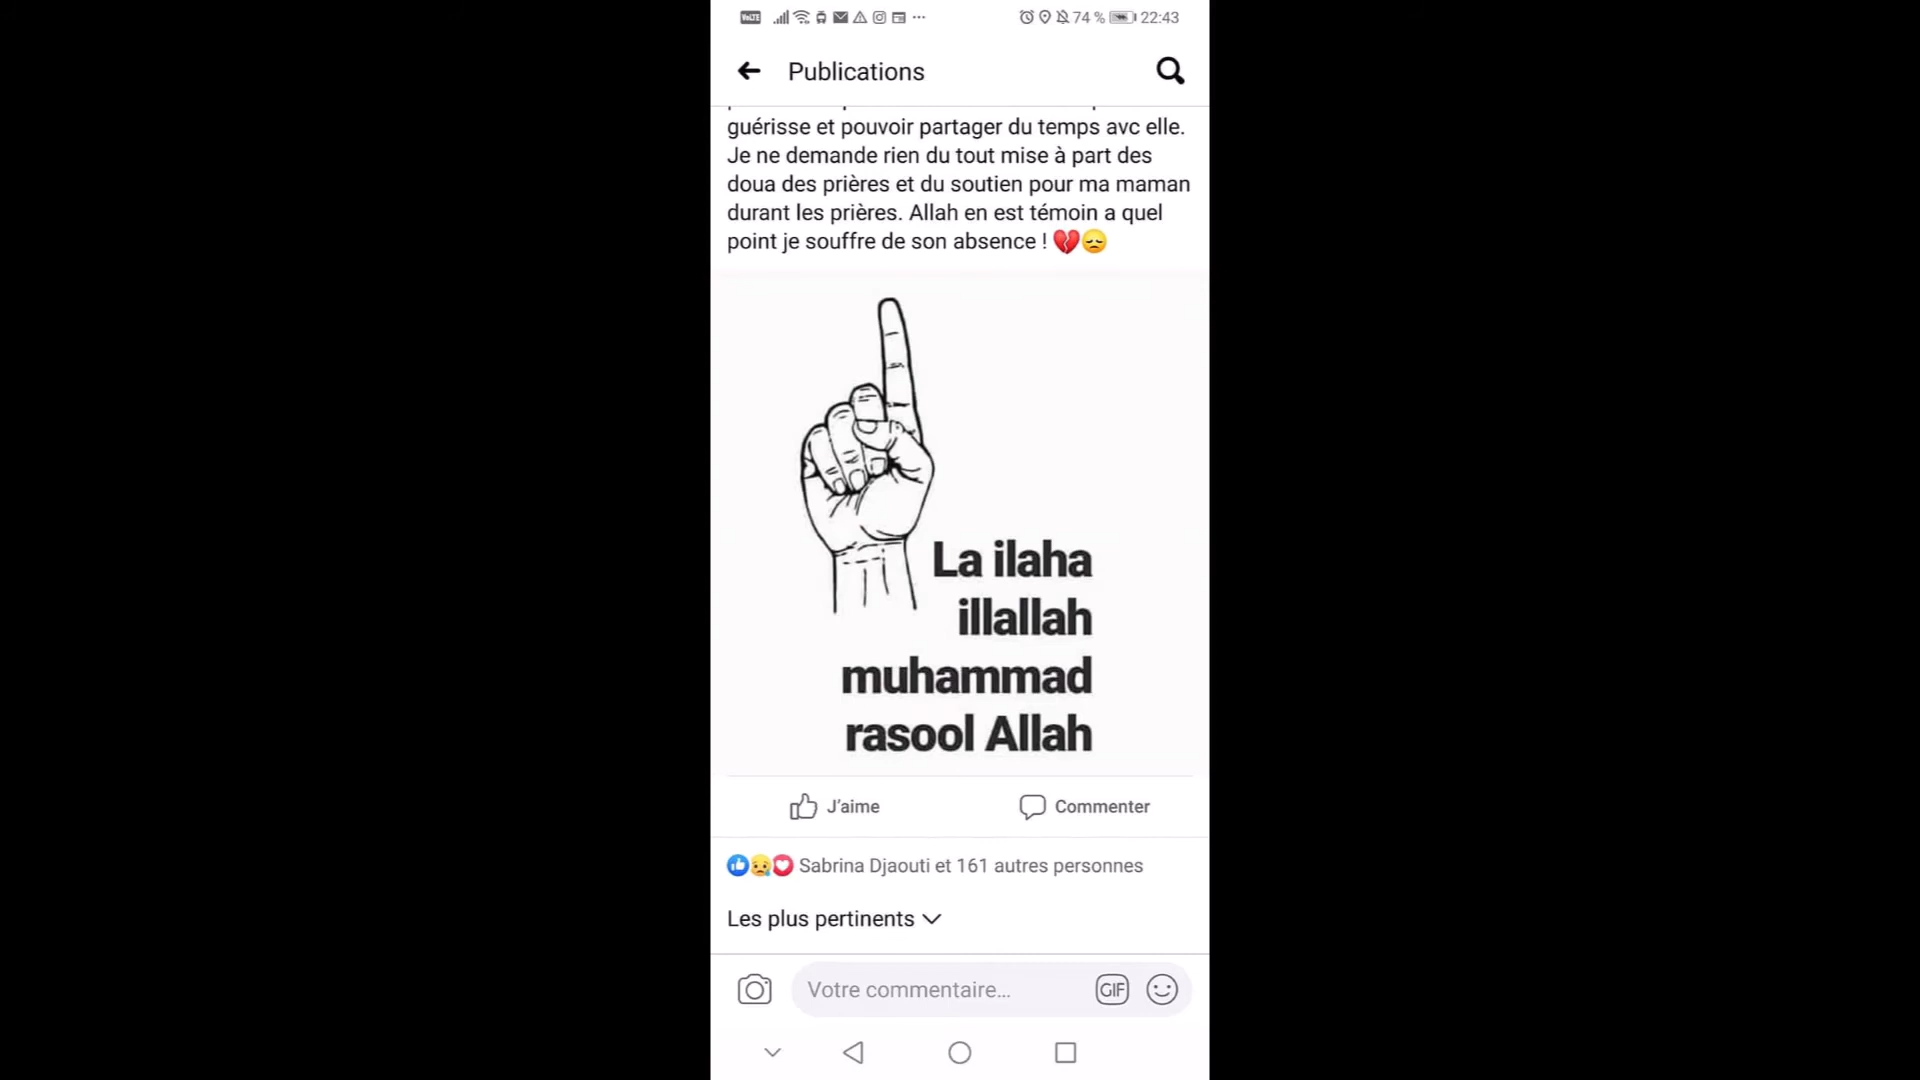 VoLTE 74 % 22:43
Publications
guérisse et pouvoir partager du temps avc elle.
Je ne demande rien du tout mise à part des
doua des prières et du soutien pour ma maman
durant les prières. Allah en est témoin a quel
point je souffre de son absence ! 💔😞
La ilaha
illallah
muhammad
rasool Allah
J'aime Commenter
Sabrina Djaouti et 161 autres personnes
Les plus pertinents
Votre commentaire... GIF